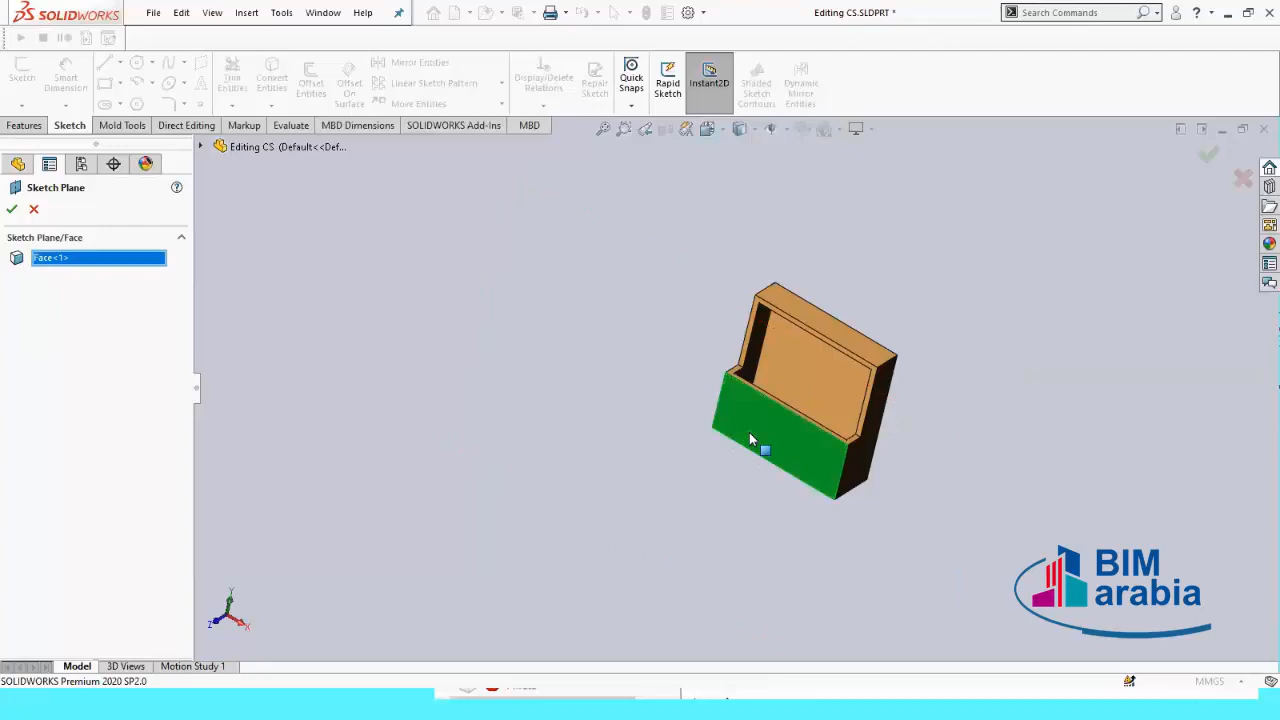 SOLIDWORKS File Edit View Insert Tools Window Help Editing CS.SLDPRT * Search Commands
Sketch Smart Dimension Trim Entities Convert Entities Offset Entities Offset On Surface Mirror Entities Linear Sketch Pattern Move Entities Display/Delete Relations Repair Sketch Quick Snaps Rapid Sketch Instant2D Shaded Sketch Contours Dynamic Mirror Entities
Features Sketch Mold Tools Direct Editing Markup Evaluate MBD Dimensions SOLIDWORKS Add-Ins MBD
Editing CS (Default<<Def...
Sketch Plane
Sketch Plane/Face
Face<1>
Y
Z X
BIM
arabia
Model 3D Views Motion Study 1
SOLIDWORKS Premium 2020 SP2.0 MMGS